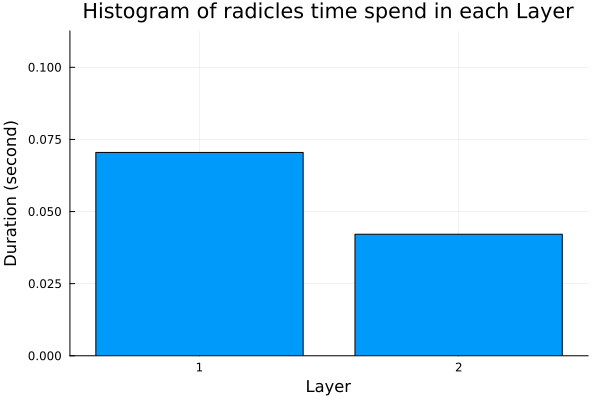 Histogram of radicles time spend in each Layer
0.100
0.075
0.050
0.025
0.000
Duration (second)
1 2
Layer